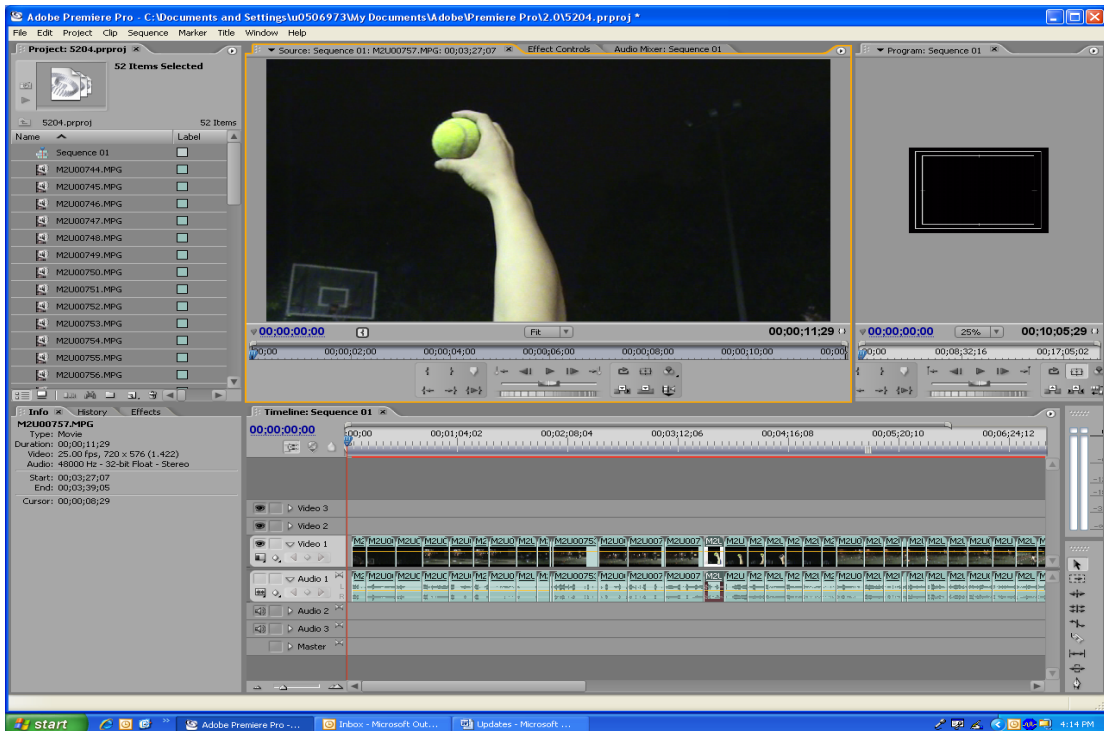 Adobe Premiere Pro - C:\Documents and Settings\u0506973\My Documents\Adobe\Premiere Pro\2.0\5204.prproj *
File Edit Project Clip Sequence Marker Title Window Help
Project: 5204.prproj
52 Items Selected
5204.prproj 52 Items
Name Label
Sequence 01
M2U00744.MPG
M2U00745.MPG
M2U00746.MPG
M2U00747.MPG
M2U00748.MPG
M2U00749.MPG
M2U00750.MPG
M2U00751.MPG
M2U00752.MPG
M2U00753.MPG
M2U00754.MPG
M2U00755.MPG
M2U00756.MPG
Source: Sequence 01: M2U00757.MPG: 00;03;27;07 Effect Controls Audio Mixer: Sequence 01
00;00;00;00 Fit 00;00;11;29
00;00 00;00;02;00 00;00;04;00 00;00;06;00 00;00;08;00 00;00;10;00 00;00
Program: Sequence 01
00;00;00;00 25% 00;10;05;29
00;00 00;08;32;16 00;17;05;02
Info History Effects
M2U00757.MPG
Type: Movie
Duration: 00;00;11;29
Video: 25.00 fps, 720 x 576 (1.422)
Audio: 48000 Hz - 32-bit Float - Stereo
Start: 00;03;27;07
End: 00;03;39;05
Cursor: 00;00;08;29
Timeline: Sequence 01
00;00;00;00 00;00 00;01;04;02 00;02;08;04 00;03;12;06 00;04;16;08 00;05;20;10 00;06;24;12
Video 3
Video 2
Video 1
Audio 1
L
R
Audio 2
Audio 3
Master
start Adobe Premiere Pro -... Inbox - Microsoft Out... Updates - Microsoft ... 4:14 PM